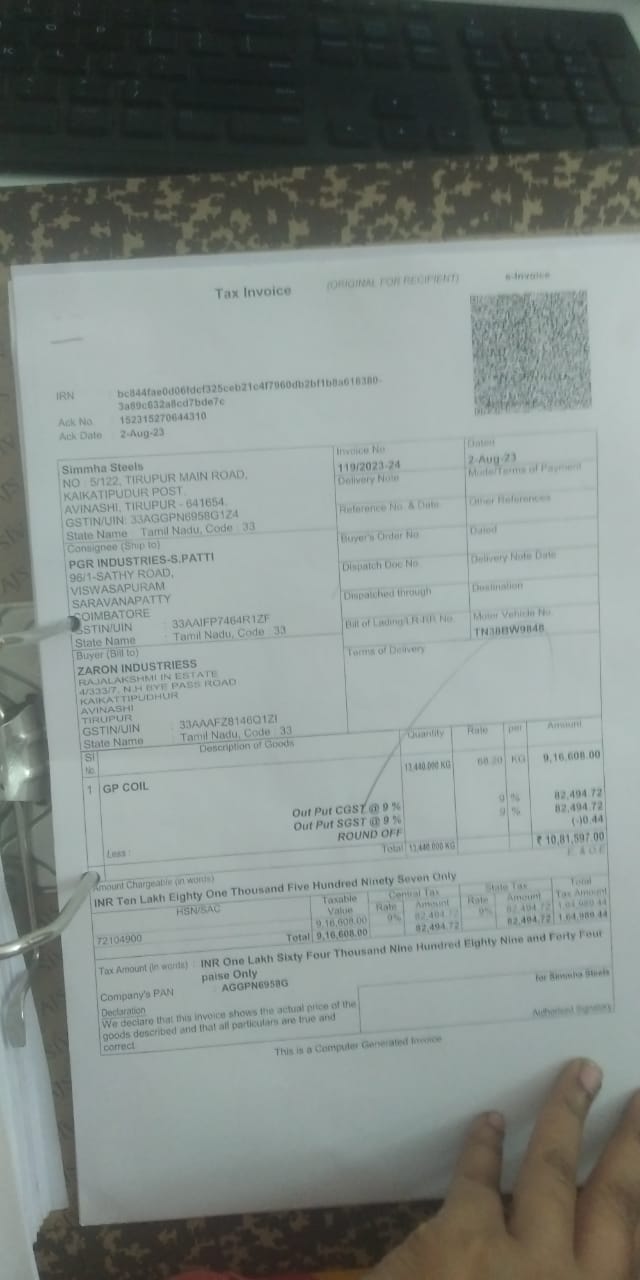 Tax Invoice
(ORIGINAL FOR RECIPIENT)
e-Invoice
IRN : bc844fae0d06fdcf325ceb21c4f7960db2bf1b8a616380-
3a69c632a8cd7bde7c
Ack No. : 152315270644310
Ack Date : 2-Aug-23
Simmha Steels
NO : 5/122, TIRUPUR MAIN ROAD,
KAIKATIPUDUR POST.
AVINASHI, TIRUPUR - 641654.
GSTIN/UIN: 33AGGPN6958G1Z4
State Name : Tamil Nadu, Code : 33
Invoice No.
119/2023-24
Dated
2-Aug-23
Delivery Note
Mode/Terms of Payment
Reference No. & Date.
Other References
Consignee (Ship to)
PGR INDUSTRIES-S.PATTI
96/1-SATHY ROAD,
VISWASAPURAM
SARAVANAPATTY
COIMBATORE
GSTIN/UIN : 33AAIFP7464R1ZF
State Name : Tamil Nadu, Code : 33
Buyer's Order No.
Dated
Dispatch Doc No.
Delivery Note Date
Dispatched through
Destination
Bill of Lading/LR-RR No.
Motor Vehicle No.
TN38BW9848
Buyer (Bill to)
ZARON INDUSTRIESS
RAJALAKSHMI IN ESTATE
4/333/7, N.H BYE PASS ROAD
KAIKATTIPUDHUR
AVINASHI
TIRUPUR
GSTIN/UIN : 33AAAFZ8146Q1ZI
State Name : Tamil Nadu, Code : 33
Terms of Delivery
Sl No. Description of Goods Quantity Rate per Amount
1 GP COIL 13,440.000 KG 68.20 KG 9,16,608.00
Out Put CGST @ 9 % 9 % 82,494.72
Out Put SGST @ 9 % 9 % 82,494.72
Less : ROUND OFF (-)0.44
Total 13,440.000 KG ₹ 10,81,597.00
Amount Chargeable (in words) E. & O.E
INR Ten Lakh Eighty One Thousand Five Hundred Ninety Seven Only
HSN/SAC Taxable Value Central Tax Rate Amount State Tax Rate Amount Total Tax Amount
72104900 9,16,608.00 9% 82,494.72 9% 82,494.72 1,64,989.44
Total 9,16,608.00 82,494.72 82,494.72 1,64,989.44
Tax Amount (in words) : INR One Lakh Sixty Four Thousand Nine Hundred Eighty Nine and Forty Four
paise Only
Company's PAN : AGGPN6958G
Declaration
We declare that this invoice shows the actual price of the
goods described and that all particulars are true and
correct.
for Simmha Steels
Authorised Signatory
This is a Computer Generated Invoice